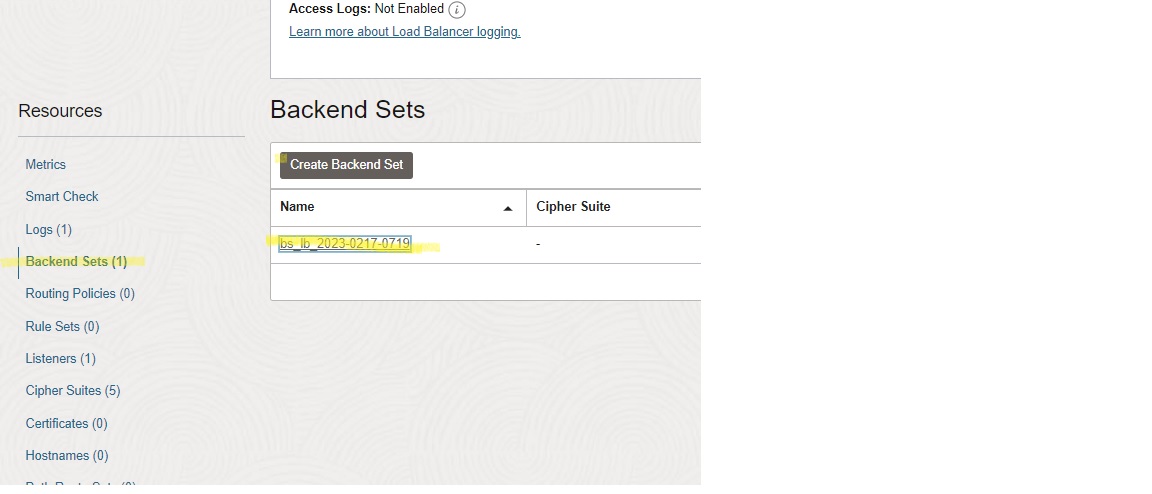 Access Logs: Not Enabled
Learn more about Load Balancer logging.
Resources
Metrics
Smart Check
Logs (1)
Backend Sets (1)
Routing Policies (0)
Rule Sets (0)
Listeners (1)
Cipher Suites (5)
Certificates (0)
Hostnames (0)
Backend Sets
Create Backend Set
Name Cipher Suite
bs_lb_2023-0217-0719 -